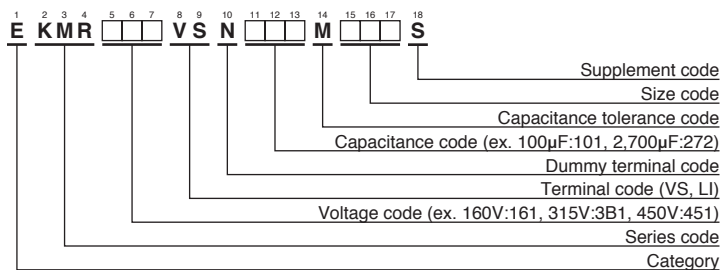 1 2 3 4 5 6 7 8 9 10 11 12 13 14 15 16 17 18
E KMR VS N M S
Supplement code
Size code
Capacitance tolerance code
Capacitance code (ex. 100μF:101, 2,700μF:272)
Dummy terminal code
Terminal code (VS, LI)
Voltage code (ex. 160V:161, 315V:3B1, 450V:451)
Series code
Category